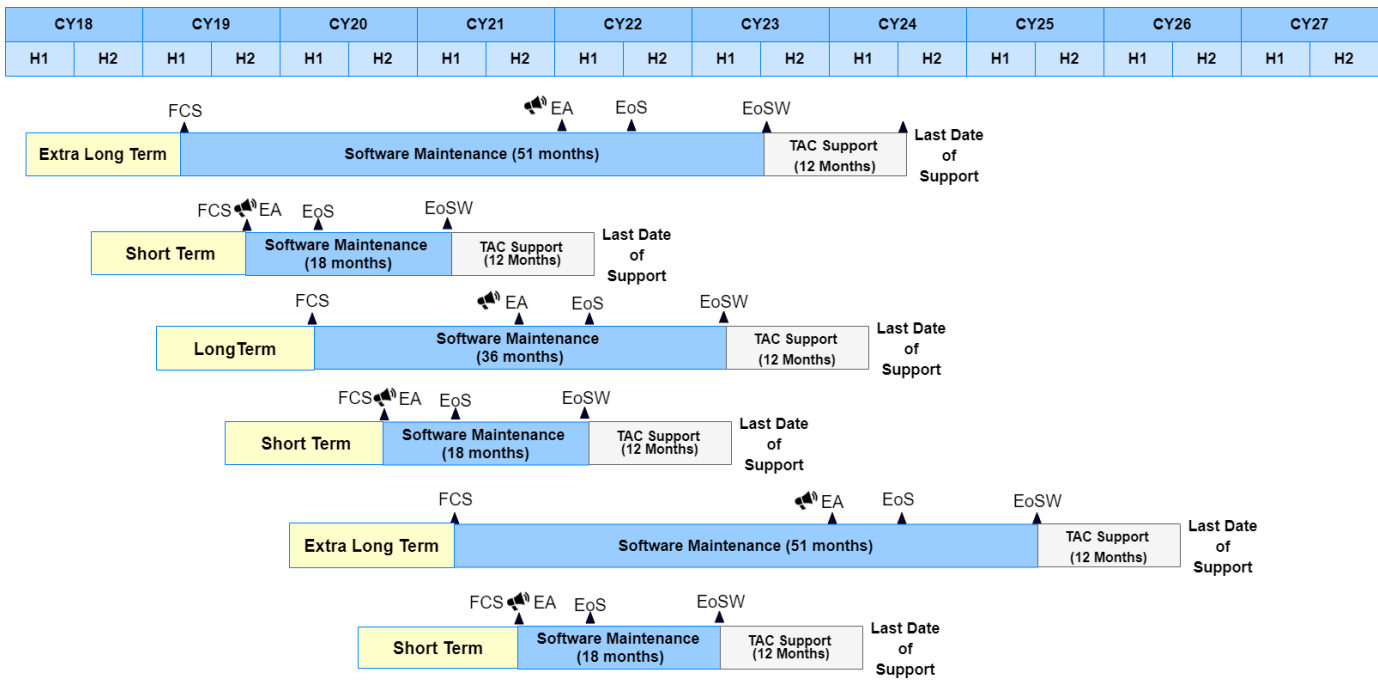 CY18 CY19 CY20 CY21 CY22 CY23 CY24 CY25 CY26 CY27
H1 H2 H1 H2 H1 H2 H1 H2 H1 H2 H1 H2 H1 H2 H1 H2 H1 H2 H1 H2
FCS EA EoS EoSW
Extra Long Term
Software Maintenance (51 months)
TAC Support
(12 Months)
Last Date
of
Support
FCS EA EoS EoSW
Short Term
Software Maintenance
(18 months)
TAC Support
(12 Months)
Last Date
of
Support
FCS EA EoS EoSW
LongTerm
Software Maintenance
(36 months)
TAC Support
(12 Months)
Last Date
of
Support
FCS EA EoS EoSW
Short Term
Software Maintenance
(18 months)
TAC Support
(12 Months)
Last Date
of
Support
FCS EA EoS EoSW
Extra Long Term
Software Maintenance (51 months)
TAC Support
(12 Months)
Last Date
of
Support
FCS EA EoS EoSW
Short Term
Software Maintenance
(18 months)
TAC Support
(12 Months)
Last Date
of
Support